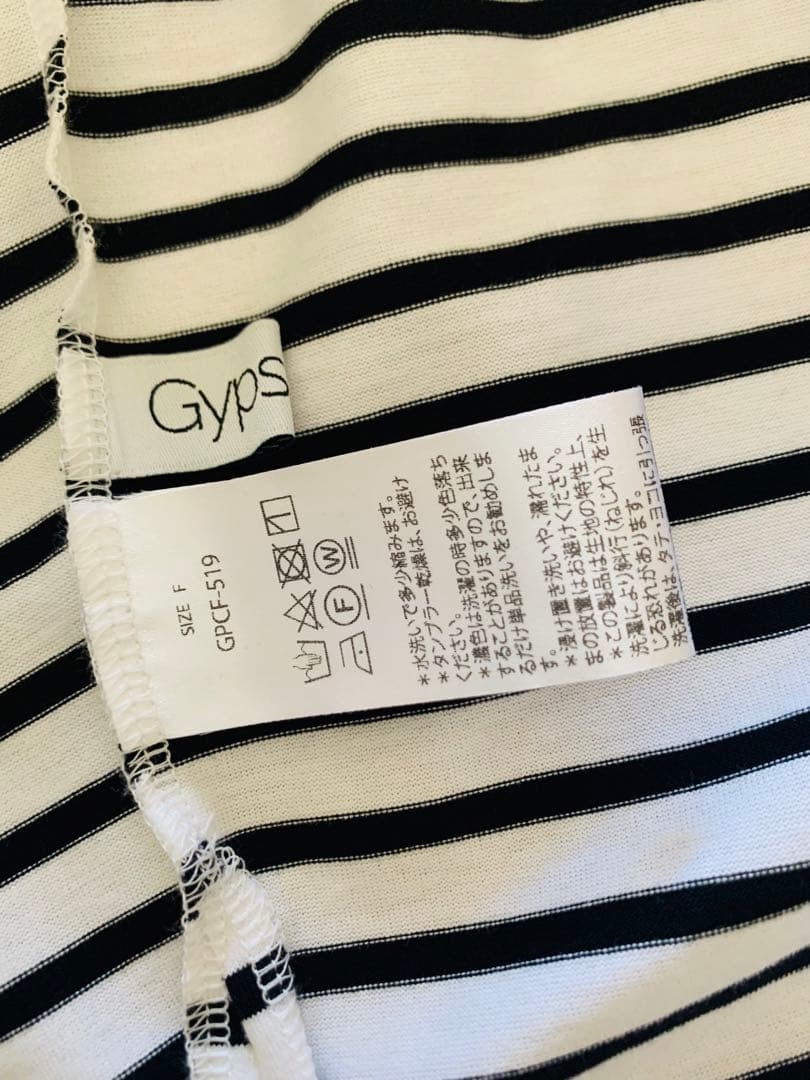 Gyps
SIZE F
GPCF-519
F
W
＊水洗いで多少縮みます。
＊タンブラー乾燥は、お避け
ください。
＊濃色は洗濯の時多少色落ち
することがありますので、出来
るだけ単品洗いをお勧めしま
す。
＊浸け置き洗いや、濡れたま
まの放置はお避けください。
＊この製品は生地の特性上、
洗濯により斜行(ねじれ)を生
じる恐れがあります。
洗濯後は、タテ、ヨコに引っ張